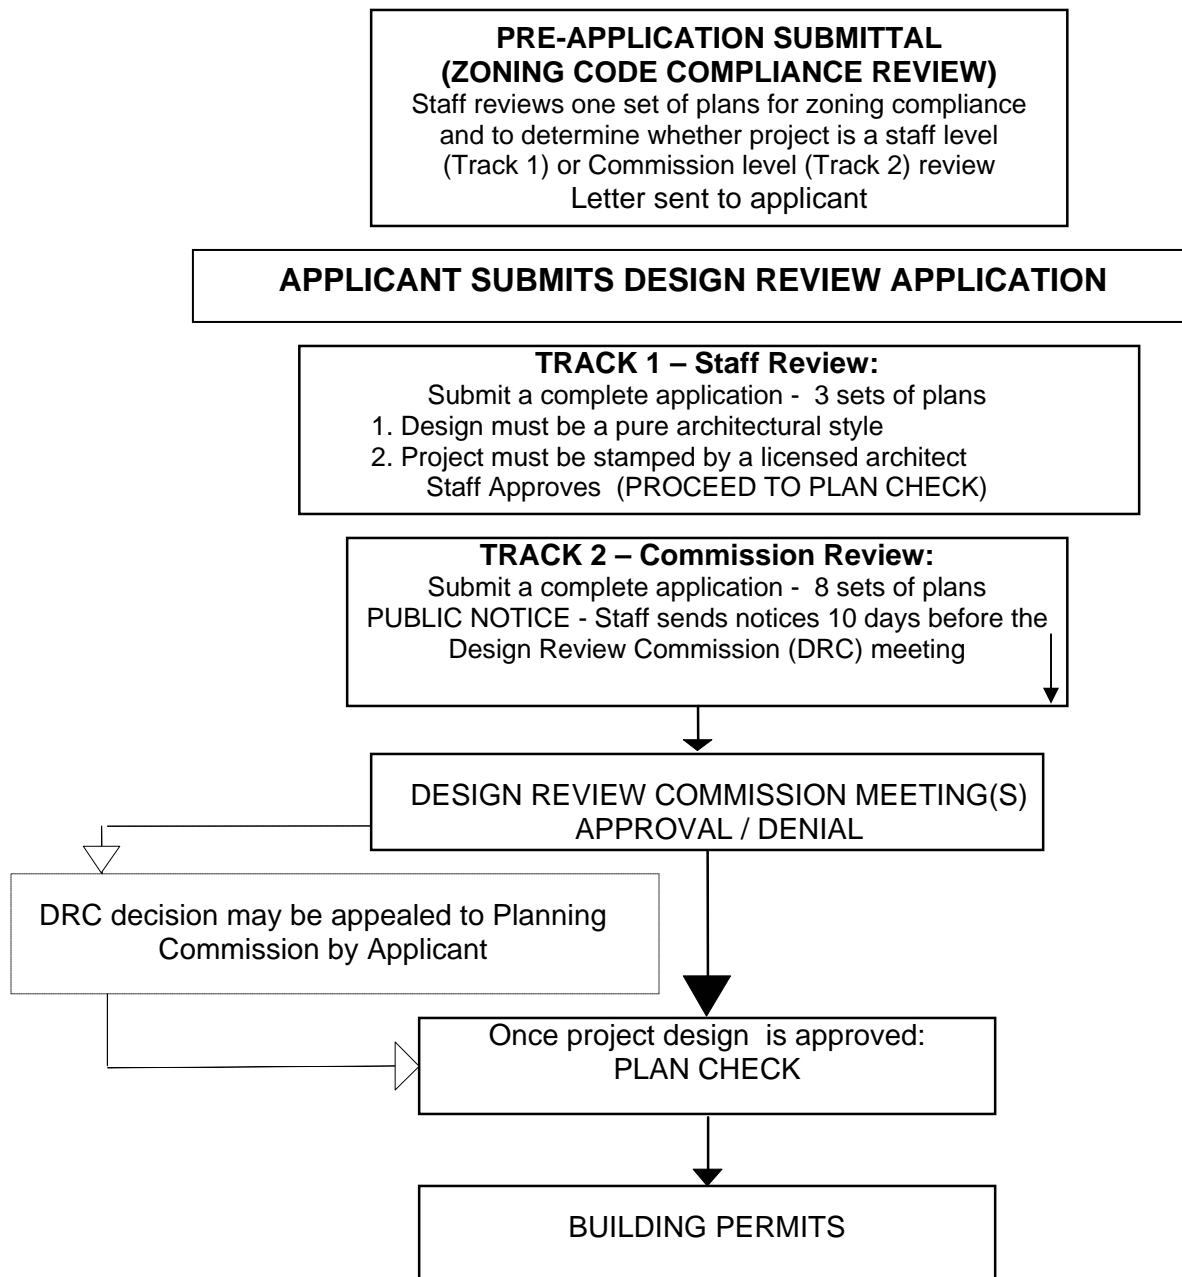 PRE-APPLICATION SUBMITTAL
(ZONING CODE COMPLIANCE REVIEW)
Staff reviews one set of plans for zoning compliance
and to determine whether project is a staff level
(Track 1) or Commission level (Track 2) review
Letter sent to applicant
APPLICANT SUBMITS DESIGN REVIEW APPLICATION
TRACK 1 – Staff Review:
Submit a complete application - 3 sets of plans
1. Design must be a pure architectural style
2. Project must be stamped by a licensed architect
Staff Approves (PROCEED TO PLAN CHECK)
TRACK 2 – Commission Review:
Submit a complete application - 8 sets of plans
PUBLIC NOTICE - Staff sends notices 10 days before the
Design Review Commission (DRC) meeting
DESIGN REVIEW COMMISSION MEETING(S)
APPROVAL / DENIAL
DRC decision may be appealed to Planning
Commission by Applicant
Once project design is approved:
PLAN CHECK
BUILDING PERMITS